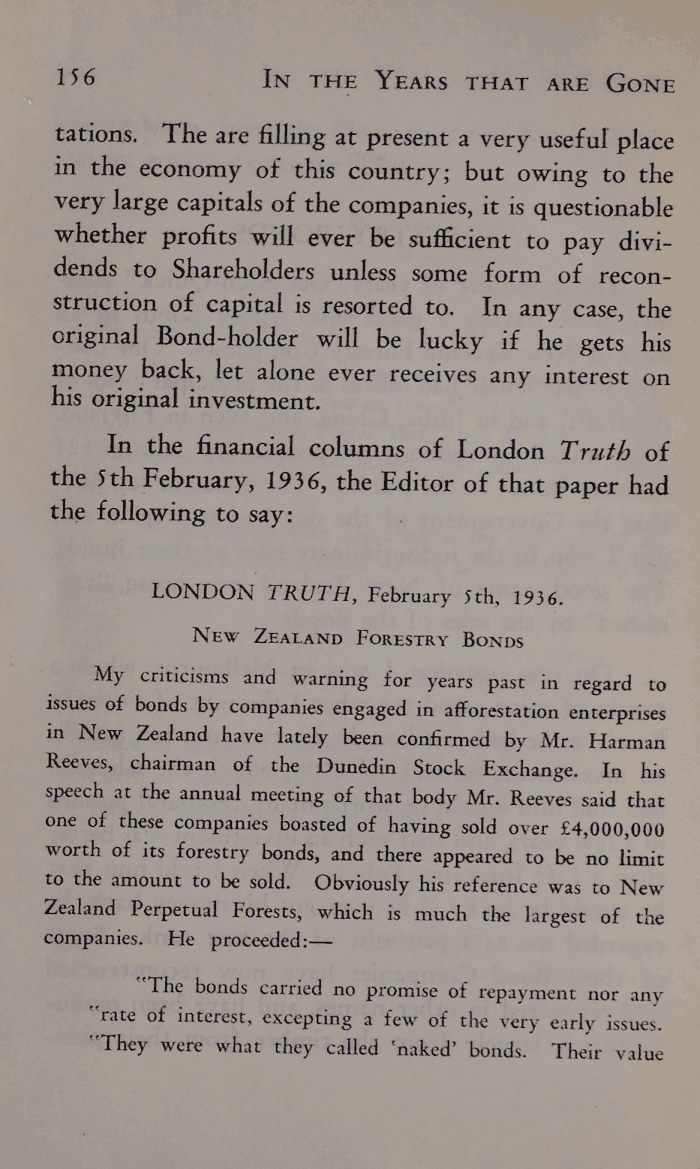 156 IN THE YEARS THAT ARE GONE
tations. The are filling at present a very useful place
in the economy of this country; but owing to the
very large capitals of the companies, it is questionable
whether profits will ever be sufficient to pay divi-
dends to Shareholders unless some form of recon-
struction of capital is resorted to. In any case, the
original Bond-holder will be lucky if he gets his
money back, let alone ever receives any interest on
his original investment.
In the financial columns of London Truth of
the 5th February, 1936, the Editor of that paper had
the following to say:
LONDON TRUTH, February 5th, 1936.
NEW ZEALAND FORESTRY BONDS
My criticisms and warning for years past in regard to
issues of bonds by companies engaged in afforestation enterprises
in New Zealand have lately been confirmed by Mr. Harman
Reeves, chairman of the Dunedin Stock Exchange. In his
speech at the annual meeting of that body Mr. Reeves said that
one of these companies boasted of having sold over £4,000,000
worth of its forestry bonds, and there appeared to be no limit
to the amount to be sold. Obviously his reference was to New
Zealand Perpetual Forests, which is much the largest of the
companies. He proceeded:—
"The bonds carried no promise of repayment nor any
"rate of interest, excepting a few of the very early issues.
"They were what they called 'naked' bonds. Their value